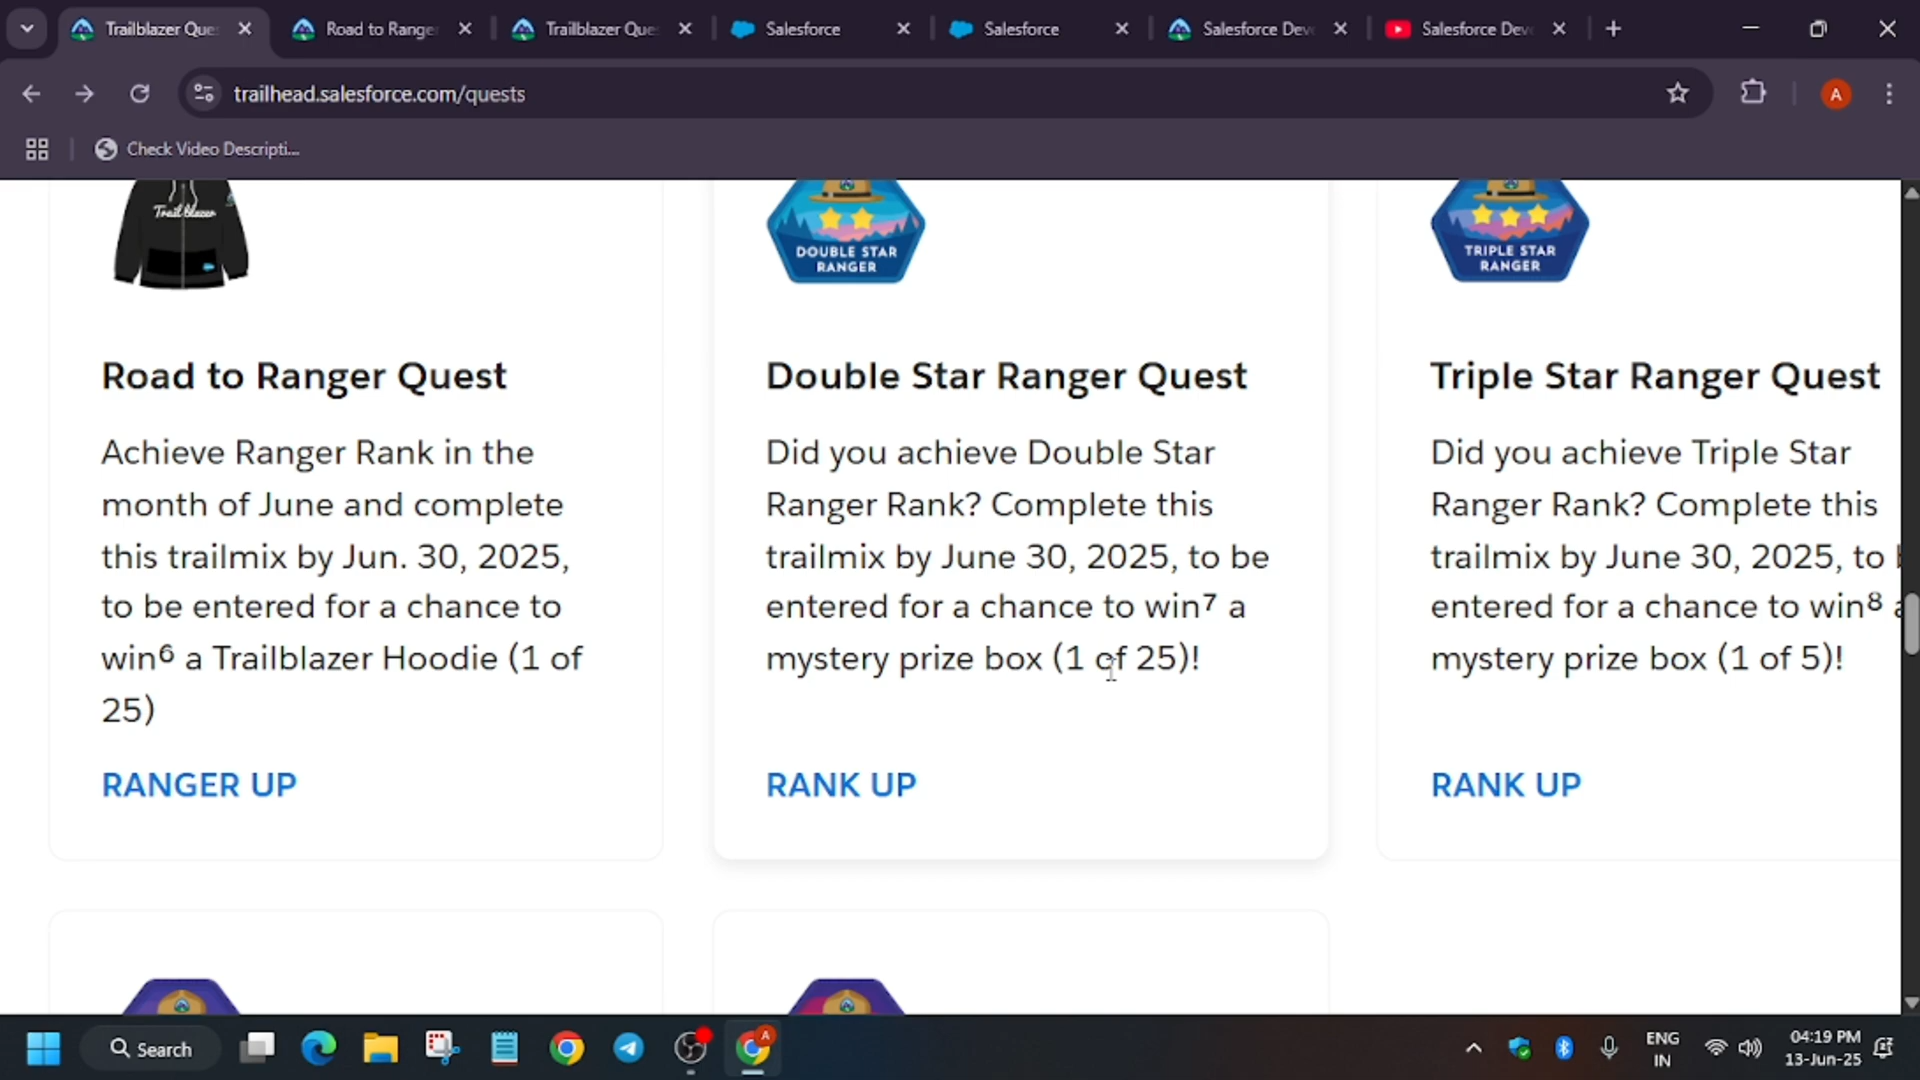 Trailblazer Ques
Road to Ranger
Trailblazer Ques
Salesforce
Salesforce
Salesforce Deve
Salesforce Deve
trailhead.salesforce.com/quests
A
Check Video Descripti...
Trailblazer
DOUBLE STAR
RANGER
TRIPLE STAR
RANGER
Road to Ranger Quest
Achieve Ranger Rank in the
month of June and complete
this trailmix by Jun. 30, 2025,
to be entered for a chance to
win⁶ a Trailblazer Hoodie (1 of
25)
RANGER UP
Double Star Ranger Quest
Did you achieve Double Star
Ranger Rank? Complete this
trailmix by June 30, 2025, to be
entered for a chance to win⁷ a
mystery prize box (1 of 25)!
RANK UP
Triple Star Ranger Quest
Did you achieve Triple Star
Ranger Rank? Complete this
trailmix by June 30, 2025, to b
entered for a chance to win⁸ a
mystery prize box (1 of 5)!
RANK UP
Search
A
ENG
IN
04:19 PM
13-Jun-25